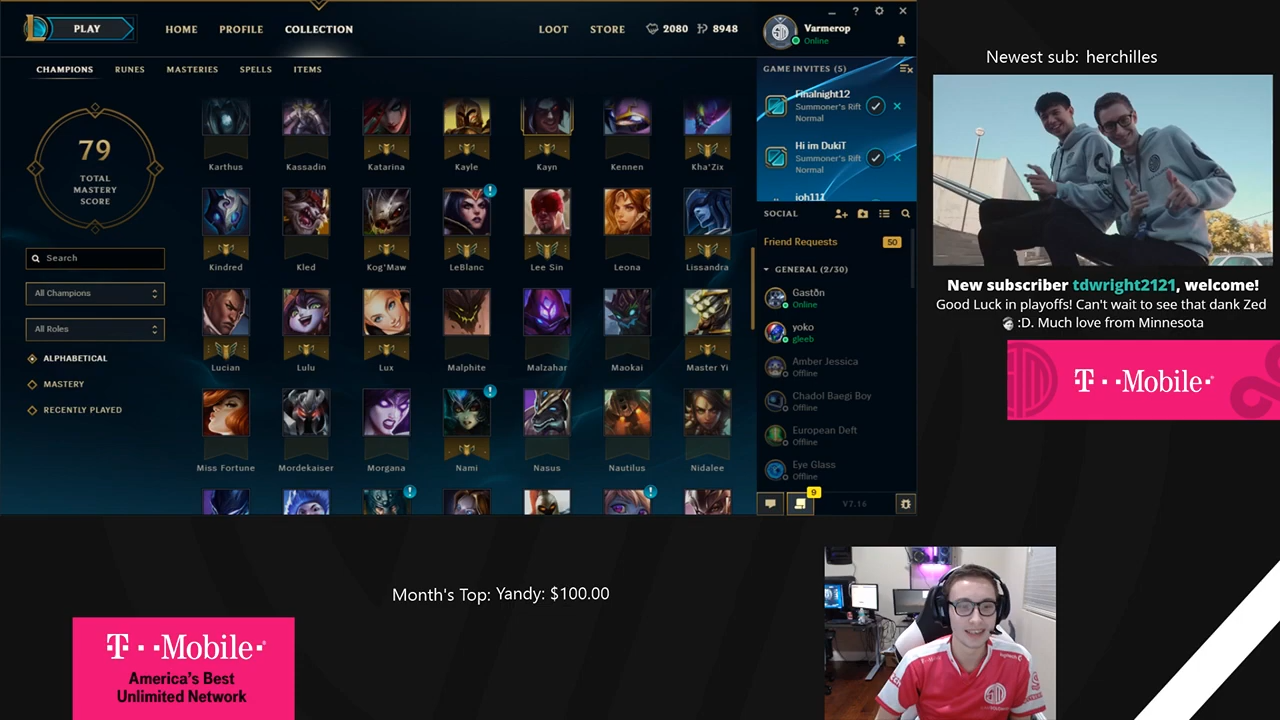 PLAY
HOME
PROFILE
COLLECTION
LOOT
STORE
2080
8948
?
Varmerop
Online
CHAMPIONS
RUNES
MASTERIES
SPELLS
ITEMS
79
TOTAL
MASTERY
SCORE
Search
All Champions
All Roles
ALPHABETICAL
MASTERY
RECENTLY PLAYED
Karthus
Kassadin
Katarina
Kayle
Kayn
Kennen
Kha'Zix
Kindred
Kled
Kog'Maw
LeBlanc
Lee Sin
Leona
Lissandra
Lucian
Lulu
Lux
Malphite
Malzahar
Maokai
Master Yi
Miss Fortune
Mordekaiser
Morgana
Nami
Nasus
Nautilus
Nidalee
GAME INVITES (5)
Finalnight12
Summoner's Rift
Normal
Hi im DukiT
Summoner's Rift
Normal
joh111
SOCIAL
Friend Requests
50
GENERAL (2/30)
Gastðn
Online
yoko
gleeb
Amber Jessica
Offline
Chadol Baegi Boy
Offline
European Deft
Offline
Eye Glass
Offline
9
V7.16
Newest sub: herchilles
New subscriber tdwright2121, welcome!
Good Luck in playoffs! Can't wait to see that dank Zed
:D. Much love from Minnesota
T··Mobile·
Month's Top: Yandy: $100.00
T··Mobile·
America's Best
Unlimited Network